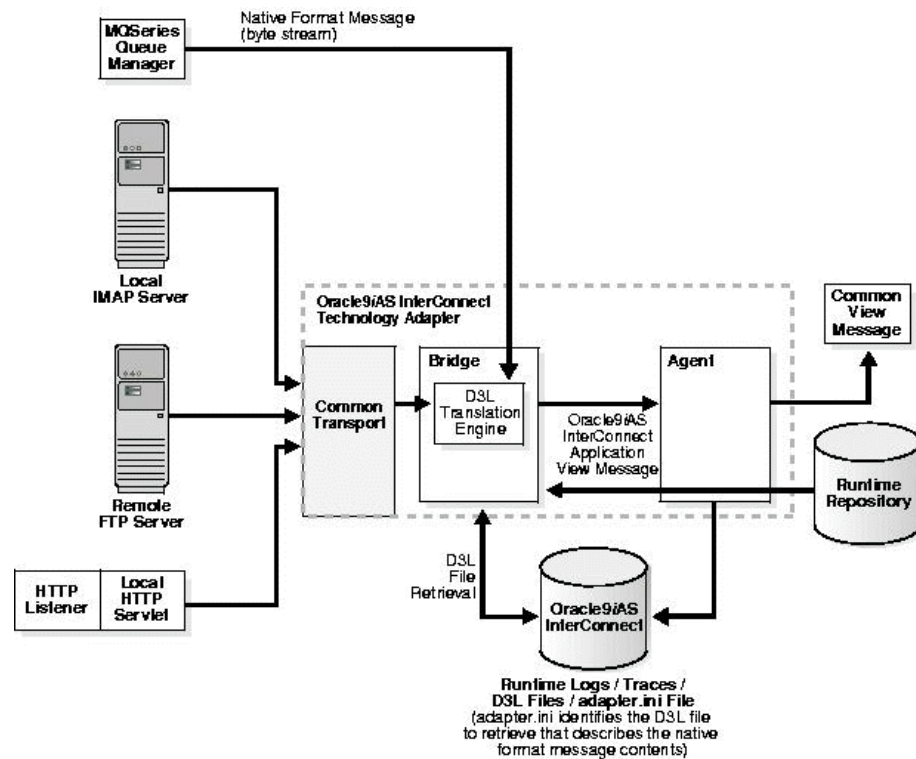 Native Format Message
(byte stream)
MQSeries
Queue
Manager
Local
IMAP Server
Oracle9iAS InterConnect
Technology Adapter
Common
View
Message
Bridge
Agent
D3L
Translation
Engine
Common
Transport
Oracle9iAS
InterConnect
Application
View Message
Runtime
Repository
Remote
FTP Server
D3L
File
Retrieval
HTTP
Listener
Local
HTTP
Servlet
Oracle9iAS
InterConnect
Runtime Logs / Traces /
D3L Files / adapter.ini File
(adapter.ini identifies the D3L file
to retrieve that describes the native
format message contents)